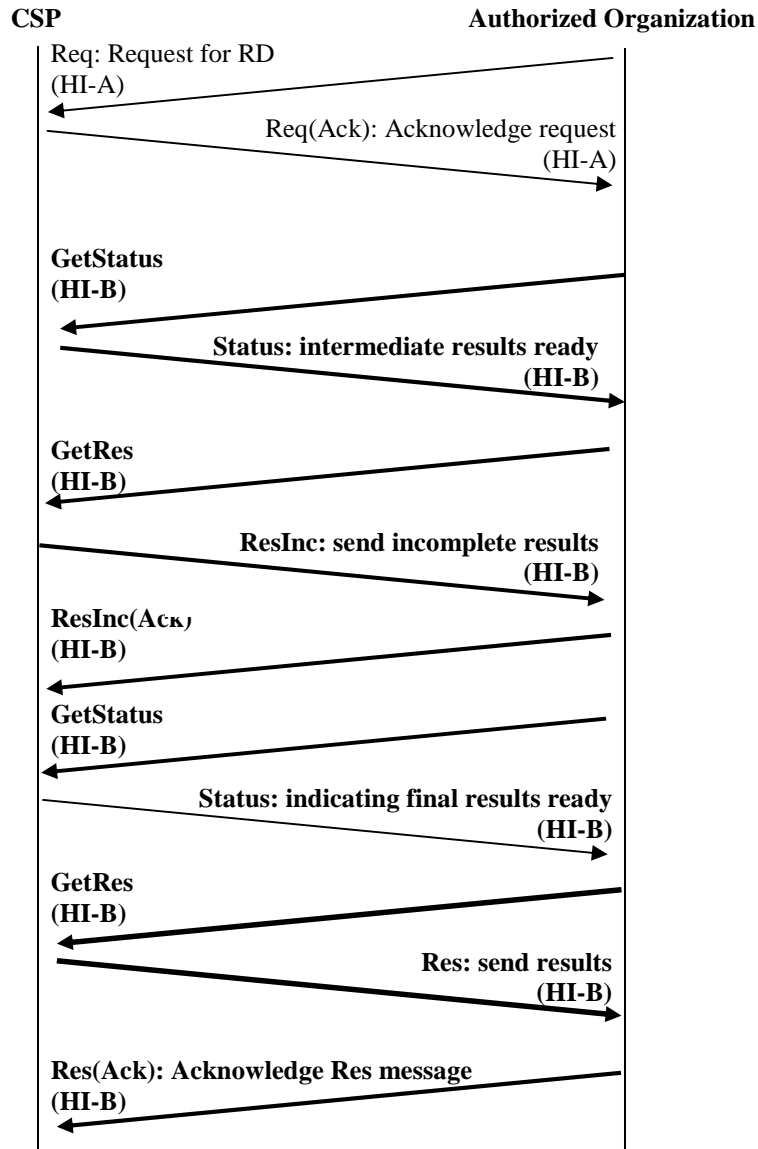 CSP
Authorized Organization
Req: Request for RD
(HI-A)
Req(Ack): Acknowledge request
(HI-A)
GetStatus
(HI-B)
Status: intermediate results ready
(HI-B)
GetRes
(HI-B)
ResInc: send incomplete results
(HI-B)
ResInc(Ack)
(HI-B)
GetStatus
(HI-B)
Status: indicating final results ready
(HI-B)
GetRes
(HI-B)
Res: send results
(HI-B)
Res(Ack): Acknowledge Res message
(HI-B)